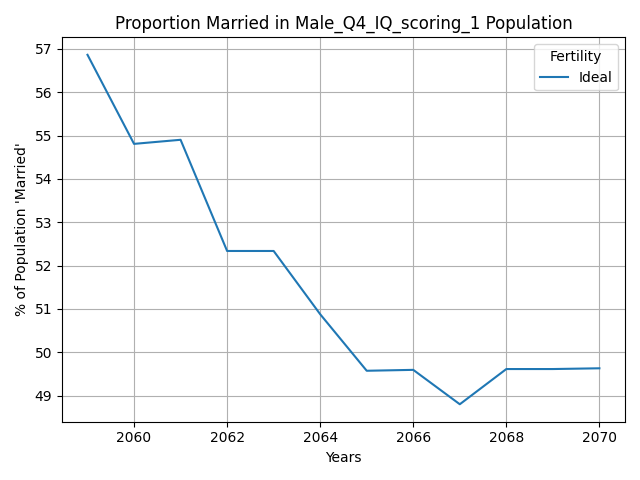 Proportion Married in Male_Q4_IQ_scoring_1 Population
Fertility
Ideal
57
56
55
54
53
52
51
50
49
% of Population 'Married'
2060 2062 2064 2066 2068 2070
Years